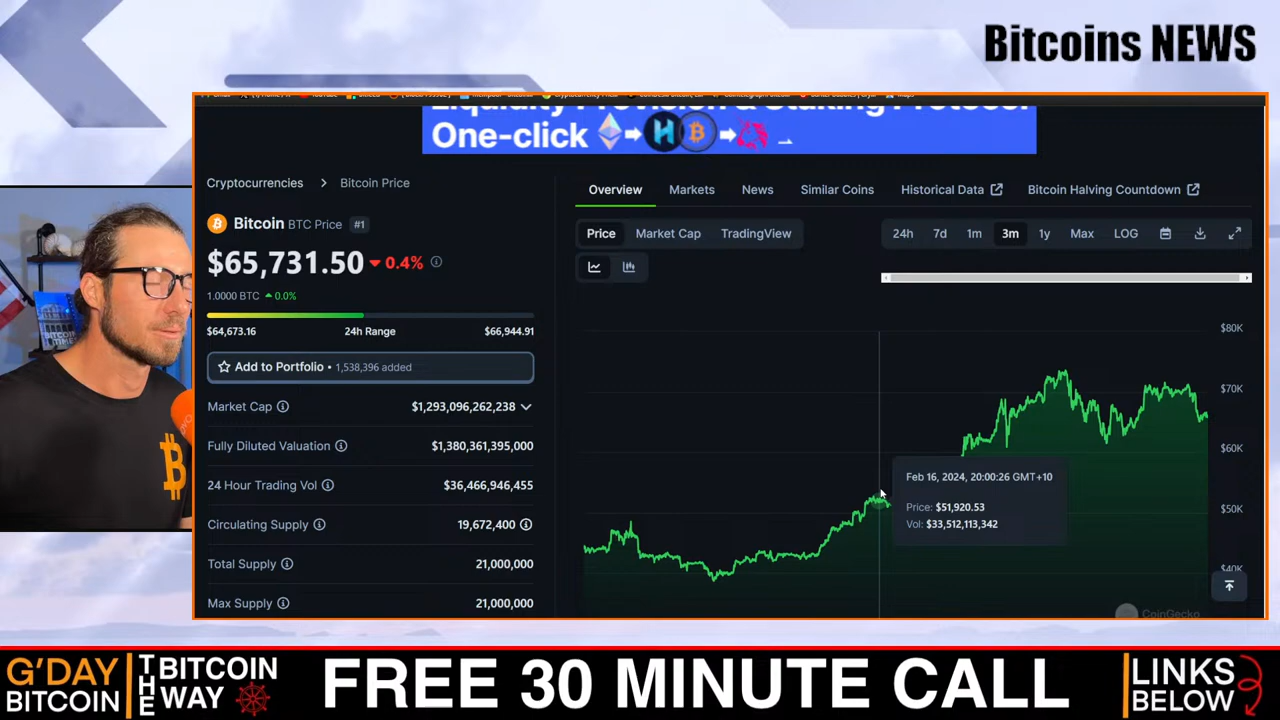 Bitcoins NEWS
One-click
Cryptocurrencies > Bitcoin Price
Bitcoin BTC Price #1
$65,731.50 0.4%
1.0000 BTC 0.0%
$64,673.16 24h Range $66,944.91
Add to Portfolio • 1,538,396 added
Market Cap $1,293,096,262,238
Fully Diluted Valuation $1,380,361,395,000
24 Hour Trading Vol $36,466,946,455
Circulating Supply 19,672,400
Total Supply 21,000,000
Max Supply 21,000,000
Overview Markets News Similar Coins Historical Data Bitcoin Halving Countdown
Price Market Cap TradingView
24h 7d 1m 3m 1y Max LOG
$80K
$70K
$60K
$50K
$40K
Feb 16, 2024, 20:00:26 GMT+10
Price: $51,920.53
Vol: $33,512,113,342
CoinGecko
G'DAY
BITCOIN
THE
BITCOIN
WAY
FREE 30 MINUTE CALL
LINKS
BELOW